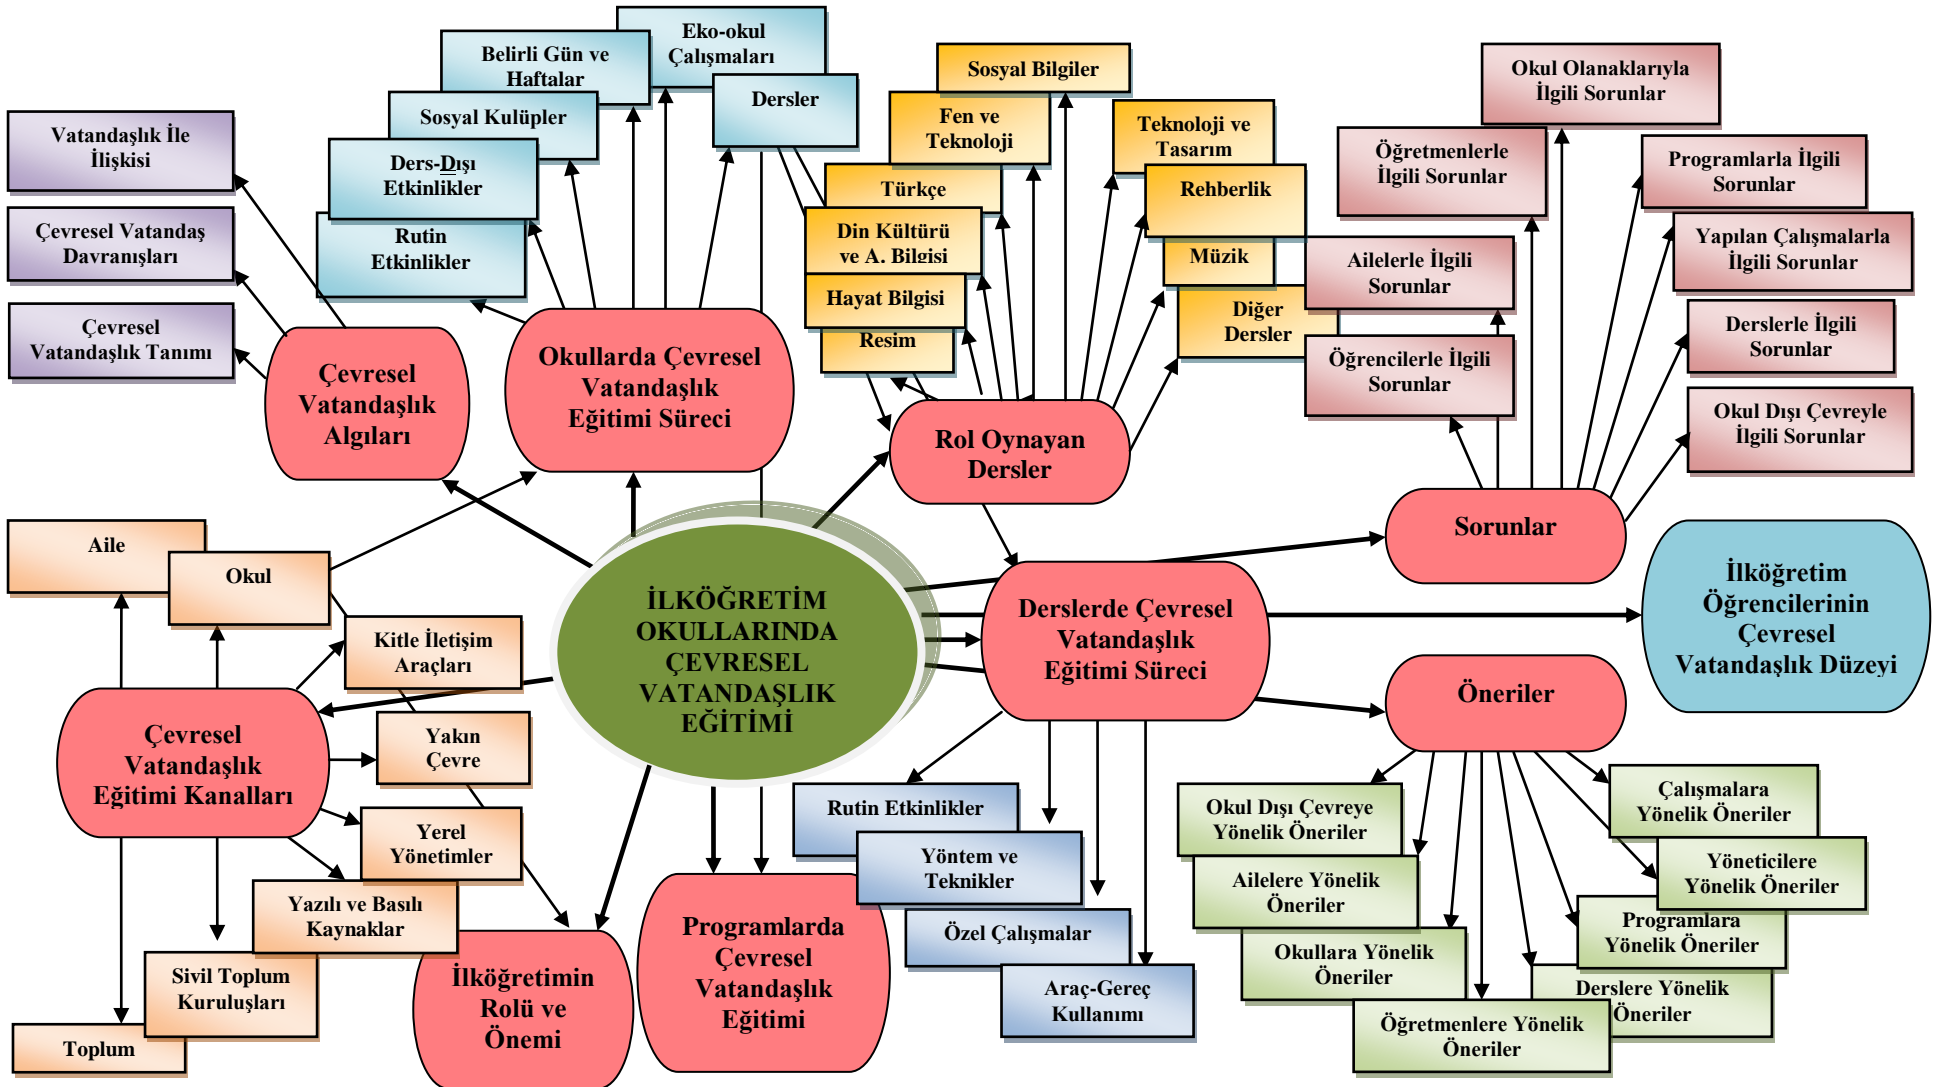 Eko-okul
Çalışmaları
Belirli Gün ve
Haftalar
Dersler
Sosyal Kulüpler
Ders-Dışı
Etkinlikler
Rutin
Etkinlikler
Vatandaşlık İle
İlişkisi
Çevresel Vatandaş
Davranışları
Çevresel
Vatandaşlık Tanımı
Çevresel
Vatandaşlık
Algıları
Okullarda Çevresel
Vatandaşlık
Eğitimi Süreci
Sosyal Bilgiler
Fen ve
Teknoloji
Türkçe
Din Kültürü
ve A. Bilgisi
Hayat Bilgisi
Resim
Teknoloji ve
Tasarım
Rehberlik
Müzik
Diğer
Dersler
Rol Oynayan
Dersler
Okul Olanaklarıyla
İlgili Sorunlar
Öğretmenlerle
İlgili Sorunlar
Programlarla İlgili
Sorunlar
Ailelerle İlgili
Sorunlar
Yapılan Çalışmalarla
İlgili Sorunlar
Öğrencilerle İlgili
Sorunlar
Derslerle İlgili
Sorunlar
Okul Dışı Çevreyle
İlgili Sorunlar
Sorunlar
İLKÖĞRETİM
OKULLARINDA
ÇEVRESEL
VATANDAŞLIK
EĞİTİMİ
Derslerde Çevresel
Vatandaşlık
Eğitimi Süreci
İlköğretim
Öğrencilerinin
Çevresel
Vatandaşlık Düzeyi
Aile
Okul
Kitle İletişim
Araçları
Yakın
Çevre
Çevresel
Vatandaşlık
Eğitimi Kanalları
Yerel
Yönetimler
Yazılı ve Basılı
Kaynaklar
Sivil Toplum
Kuruluşları
Toplum
İlköğretimin
Rolü ve
Önemi
Programlarda
Çevresel
Vatandaşlık
Eğitimi
Rutin Etkinlikler
Yöntem ve
Teknikler
Özel Çalışmalar
Araç-Gereç
Kullanımı
Öneriler
Okul Dışı Çevreye
Yönelik Öneriler
Ailelere Yönelik
Öneriler
Okullara Yönelik
Öneriler
Öğretmenlere Yönelik
Öneriler
Çalışmalara
Yönelik Öneriler
Yöneticilere
Yönelik Öneriler
Programlara
Yönelik Öneriler
Derslere Yönelik
Öneriler